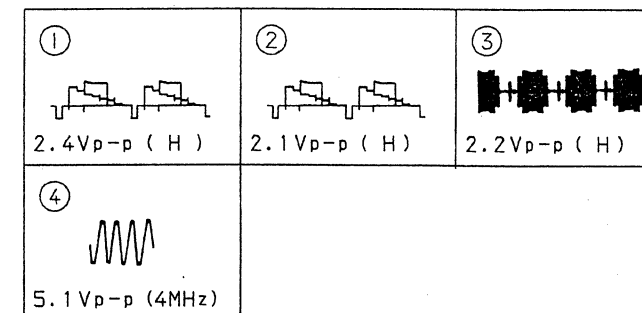 ① ② ③
2.4Vp-p ( H ) 2.1Vp-p ( H ) 2.2Vp-p ( H )
④
5.1Vp-p (4MHz)